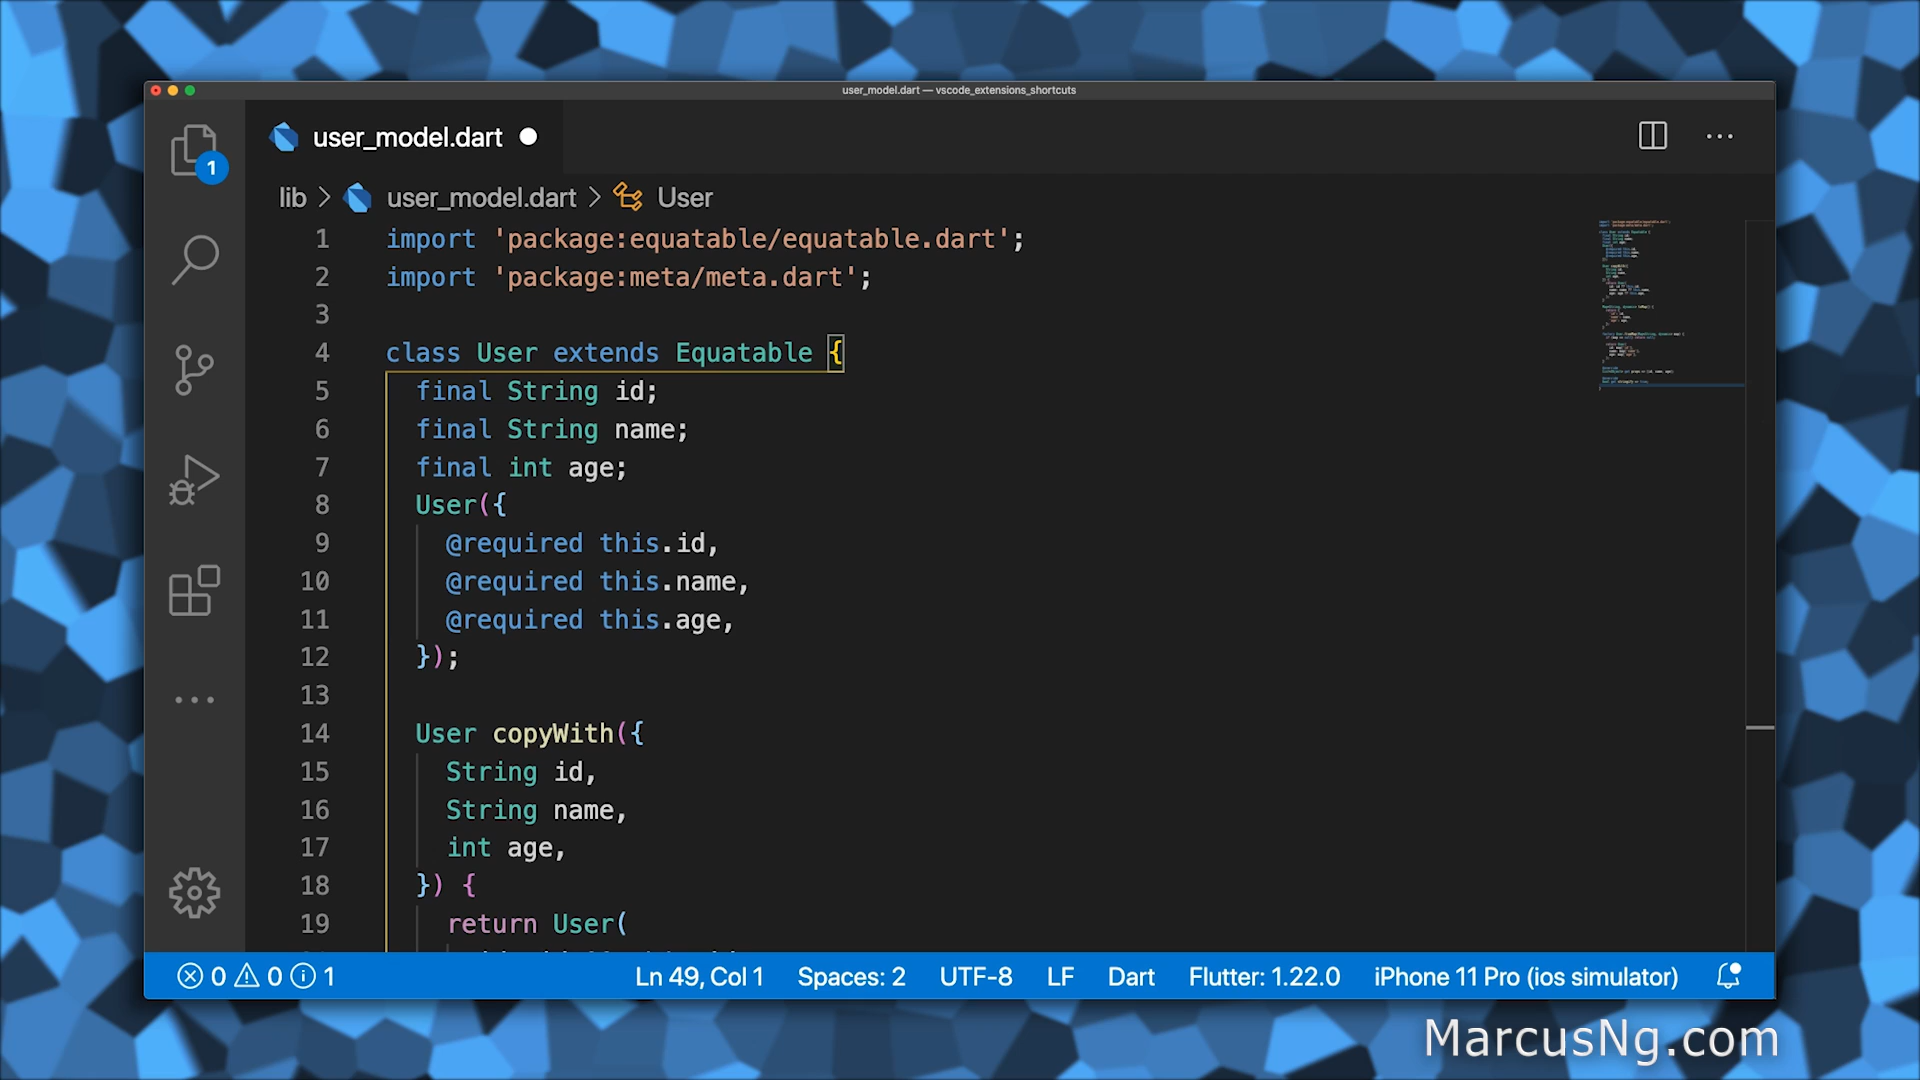 user_model.dart — vscode_extensions_shortcuts
user_model.dart
1
lib > user_model.dart > User
1 import 'package:equatable/equatable.dart';
2 import 'package:meta/meta.dart';
3
4 class User extends Equatable {
5 final String id;
6 final String name;
7 final int age;
8 User({
9 @required this.id,
10 @required this.name,
11 @required this.age,
12 });
13
14 User copyWith({
15 String id,
16 String name,
17 int age,
18 }) {
19 return User(
0 0 1 Ln 49, Col 1 Spaces: 2 UTF-8 LF Dart Flutter: 1.22.0 iPhone 11 Pro (ios simulator)
MarcusNg.com